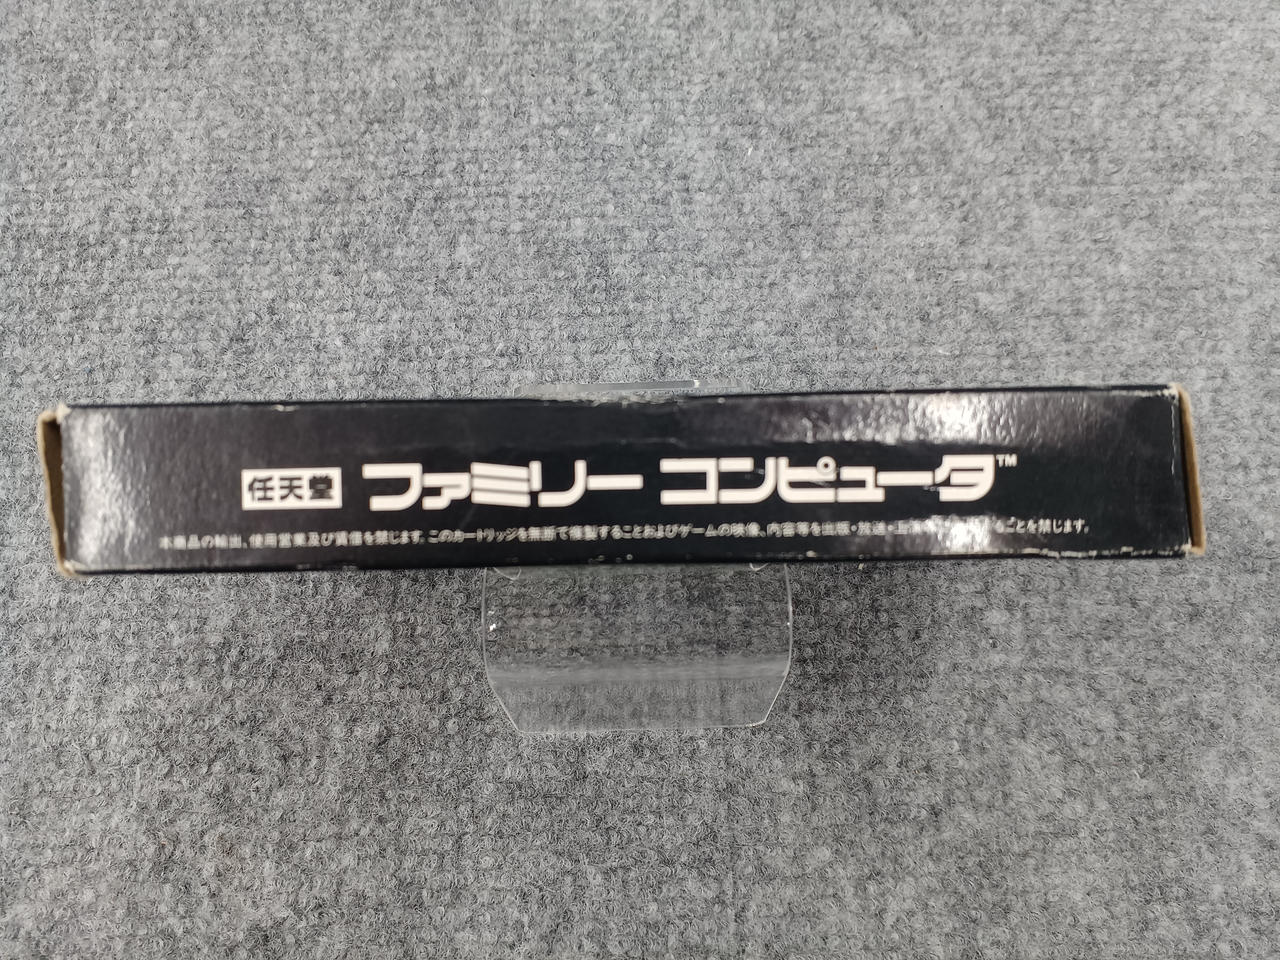 任天堂 ファミリー コンピュータ™
本商品の輸出、使用営業及び賃借を禁じます。このカートリッジを無断で複製することおよびゲームの映像、内容等を出版・放送・上演 することを禁じます。